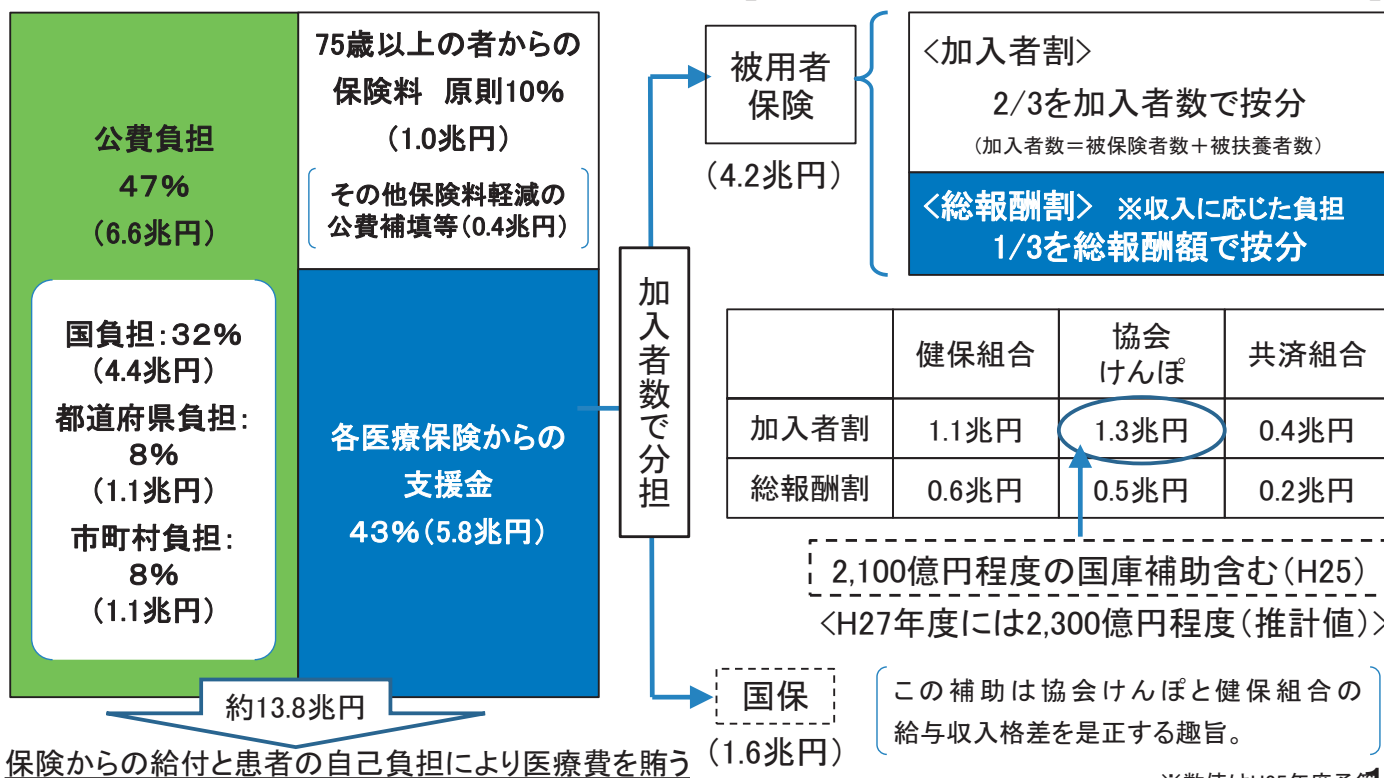 公費負担
47%
(6.6兆円)
国負担:32%
(4.4兆円)
都道府県負担:
8%
(1.1兆円)
市町村負担:
8%
(1.1兆円)
75歳以上の者からの
保険料 原則10%
(1.0兆円)
その他保険料軽減の
公費補填等(0.4兆円)
各医療保険からの
支援金
43%(5.8兆円)
約13.8兆円
保険からの給付と患者の自己負担により医療費を賄う
加入者数で分担
被用者
保険
(4.2兆円)
<加入者割>
2/3を加入者数で按分
(加入者数=被保険者数+被扶養者数)
<総報酬割> ※収入に応じた負担
1/3を総報酬額で按分
健保組合 協会けんぽ 共済組合
加入者割 1.1兆円 1.3兆円 0.4兆円
総報酬割 0.6兆円 0.5兆円 0.2兆円
2,100億円程度の国庫補助含む(H25)
<H27年度には2,300億円程度(推計値)>
国保
(1.6兆円)
この補助は協会けんぽと健保組合の
給与収入格差を是正する趣旨。